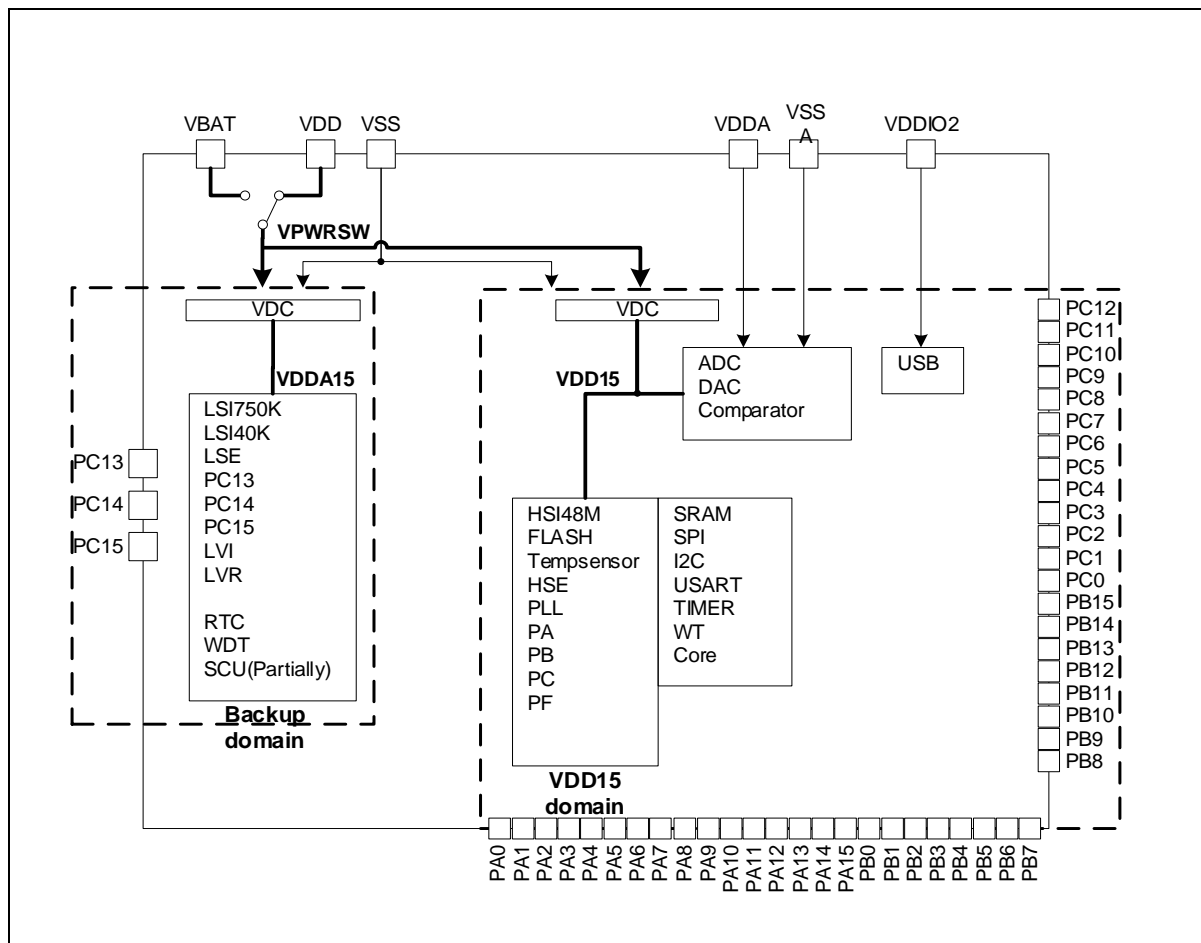 VBAT
VDD
VSS
VDDA
VSS
A
VDDIO2
VPWRSW
VDC
VDC
VDDA15
VDD15
LSI750K
LSI40K
LSE
PC13
PC14
PC15
LVI
LVR
RTC
WDT
SCU(Partially)
Backup
domain
PC13
PC14
PC15
ADC
DAC
Comparator
USB
HSI48M
FLASH
Tempsensor
HSE
PLL
PA
PB
PC
PF
SRAM
SPI
I2C
USART
TIMER
WT
Core
VDD15
domain
PC12
PC11
PC10
PC9
PC8
PC7
PC6
PC5
PC4
PC3
PC2
PC1
PC0
PB15
PB14
PB13
PB12
PB11
PB10
PB9
PB8
PA0
PA1
PA2
PA3
PA4
PA5
PA6
PA7
PA8
PA9
PA10
PA11
PA12
PA13
PA14
PA15
PB0
PB1
PB2
PB3
PB4
PB5
PB6
PB7